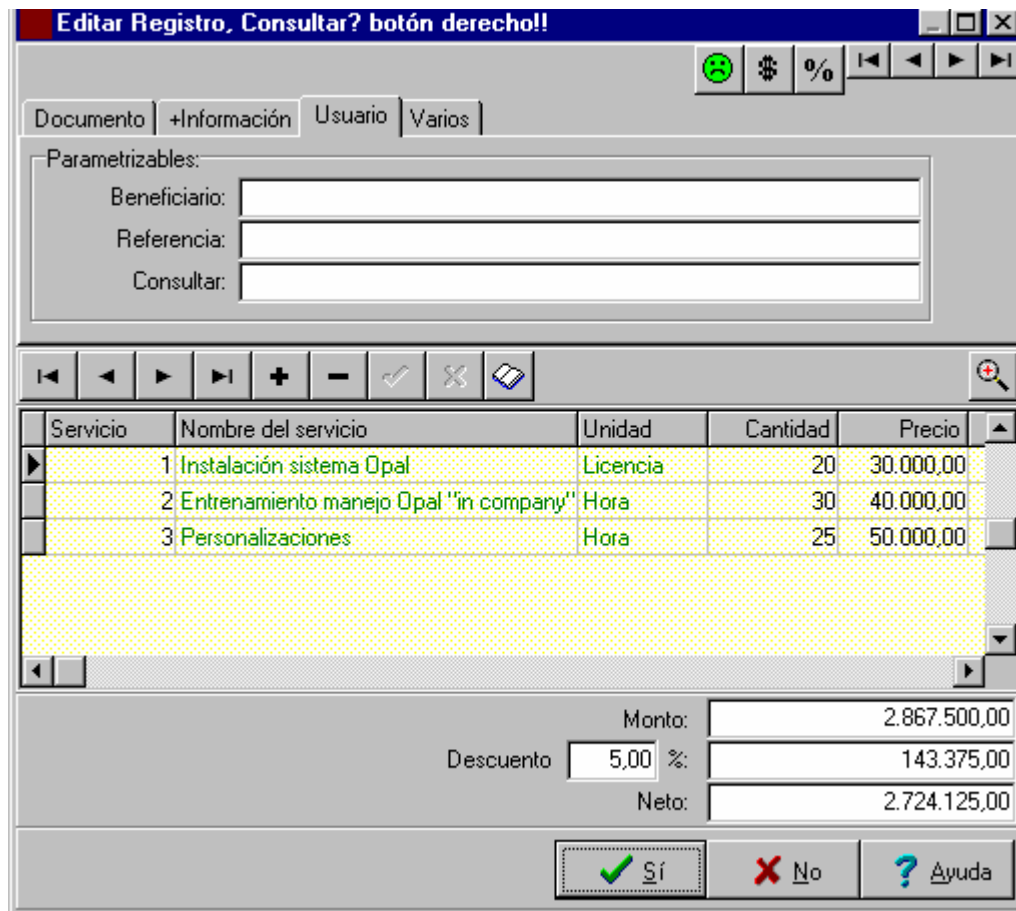 Editar Registro, Consultar? botón derecho!!
$ %
Documento +Información Usuario Varios
Parametrizables:
Beneficiario:
Referencia:
Consultar:
Servicio Nombre del servicio Unidad Cantidad Precio
1 Instalación sistema Opal Licencia 20 30.000,00
2 Entrenamiento manejo Opal "in company" Hora 30 40.000,00
3 Personalizaciones Hora 25 50.000,00
Monto: 2.867.500,00
Descuento 5,00 %: 143.375,00
Neto: 2.724.125,00
Sí No Ayuda